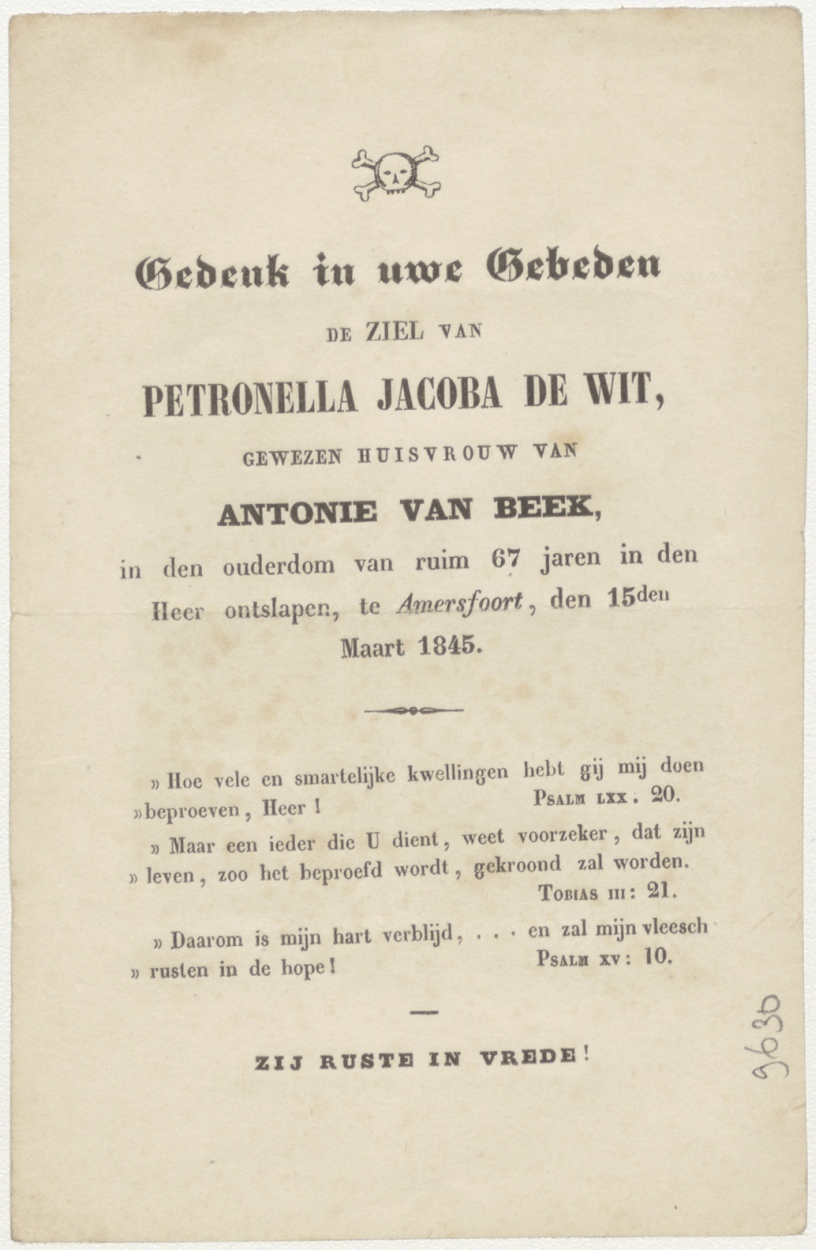 Gedenk in uwe Gebeden
DE ZIEL VAN
PETRONELLA JACOBA DE WIT,
GEWEZEN HUISVROUW VAN
ANTONIE VAN BEEK,
in den ouderdom van ruim 67 jaren in den
Heer ontslapen, te Amersfoort, den 15den
Maart 1845.
» Hoe vele en smartelijke kwellingen hebt gij mij doen
»beproeven, Heer! PSALM LXX. 20.
» Maar een ieder die U dient, weet voorzeker, dat zijn
» leven, zoo het beproefd wordt, gekroond zal worden.
TOBIAS III: 21.
» Daarom is mijn hart verblijd, . . . en zal mijn vleesch
» rusten in de hope! PSALM XV: 10.
ZIJ RUSTE IN VREDE!
9630